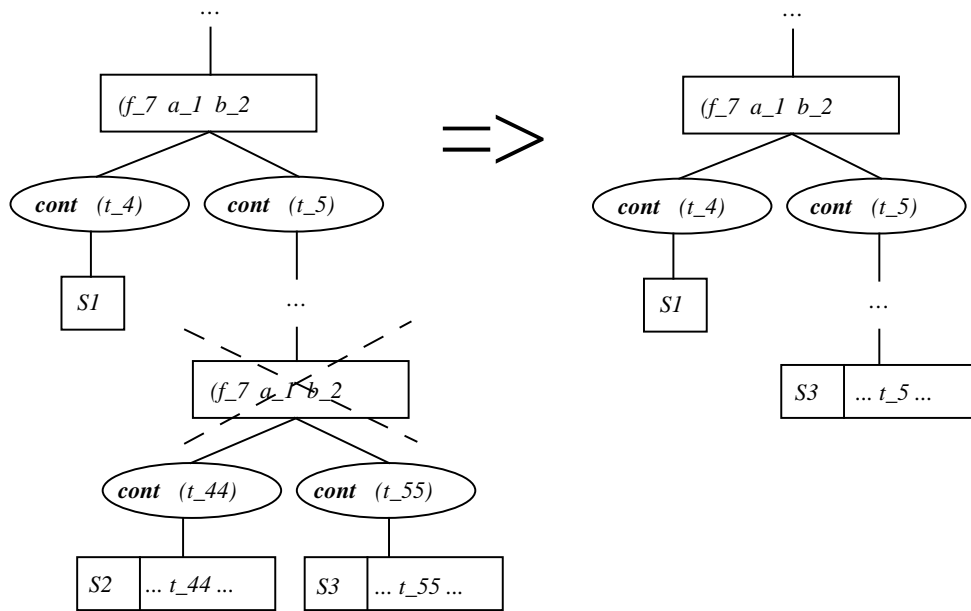 ...
(f_7 a_1 b_2
cont (t_4)
cont (t_5)
S1
...
(f_7 a_1 b_2
cont (t_44)
cont (t_55)
S2 ... t_44 ...
S3 ... t_55 ...
=>
...
(f_7 a_1 b_2
cont (t_4)
cont (t_5)
S1
...
S3 ... t_5 ...